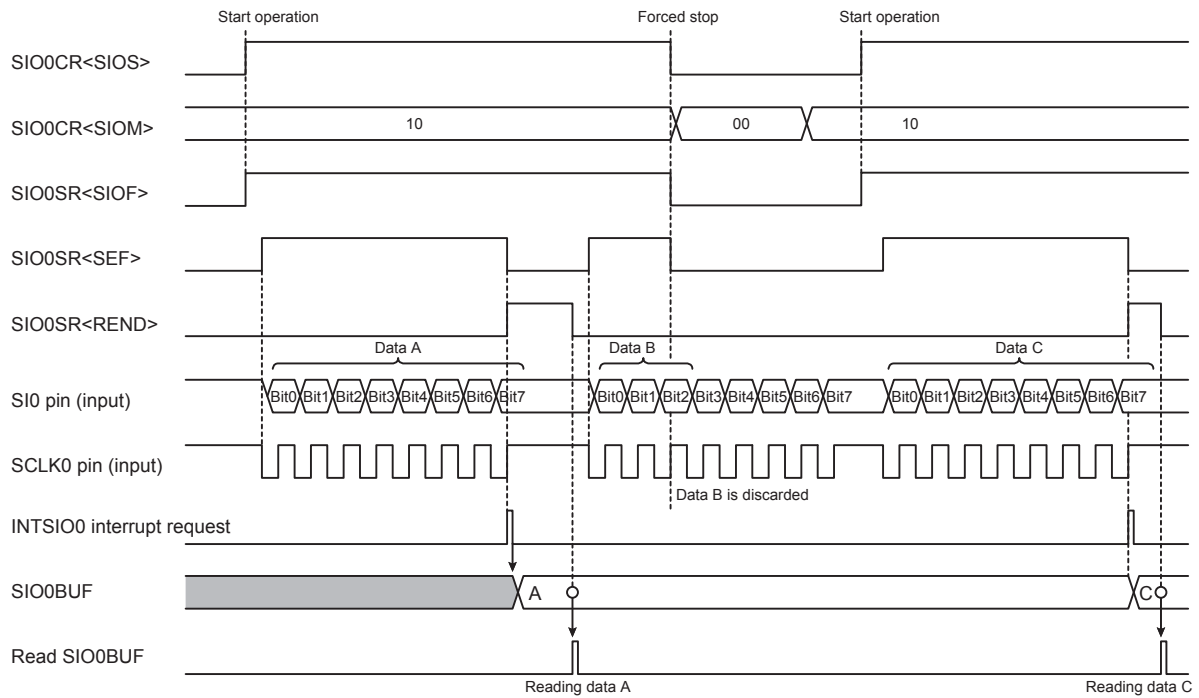 Start operation Forced stop Start operation
SIO0CR<SIOS>
SIO0CR<SIOM> 10 00 10
SIO0SR<SIOF>
SIO0SR<SEF>
SIO0SR<REND>
Data A Data B Data C
SI0 pin (input) Bit0 Bit1 Bit2 Bit3 Bit4 Bit5 Bit6 Bit7 Bit0 Bit1 Bit2 Bit3 Bit4 Bit5 Bit6 Bit7 Bit0 Bit1 Bit2 Bit3 Bit4 Bit5 Bit6 Bit7
SCLK0 pin (input)
Data B is discarded
INTSIO0 interrupt request
SIO0BUF A C
Read SIO0BUF
Reading data A Reading data C